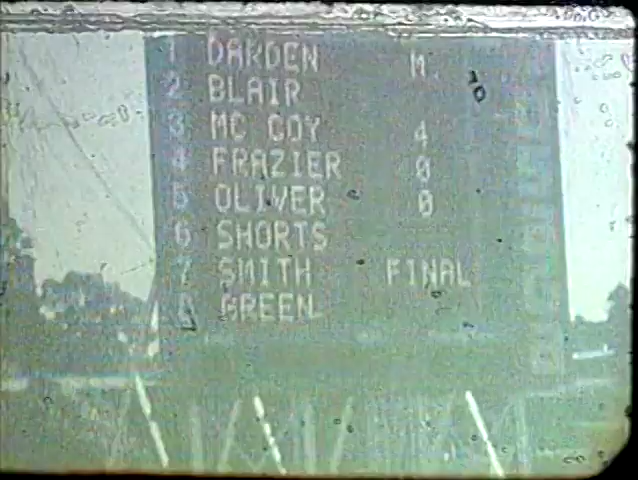 1 DARDEN M
2 BLAIR
3 MC COY 4
4 FRAZIER 0
5 OLIVER 0
6 SHORTS
7 SMITH FINAL
8 GREEN